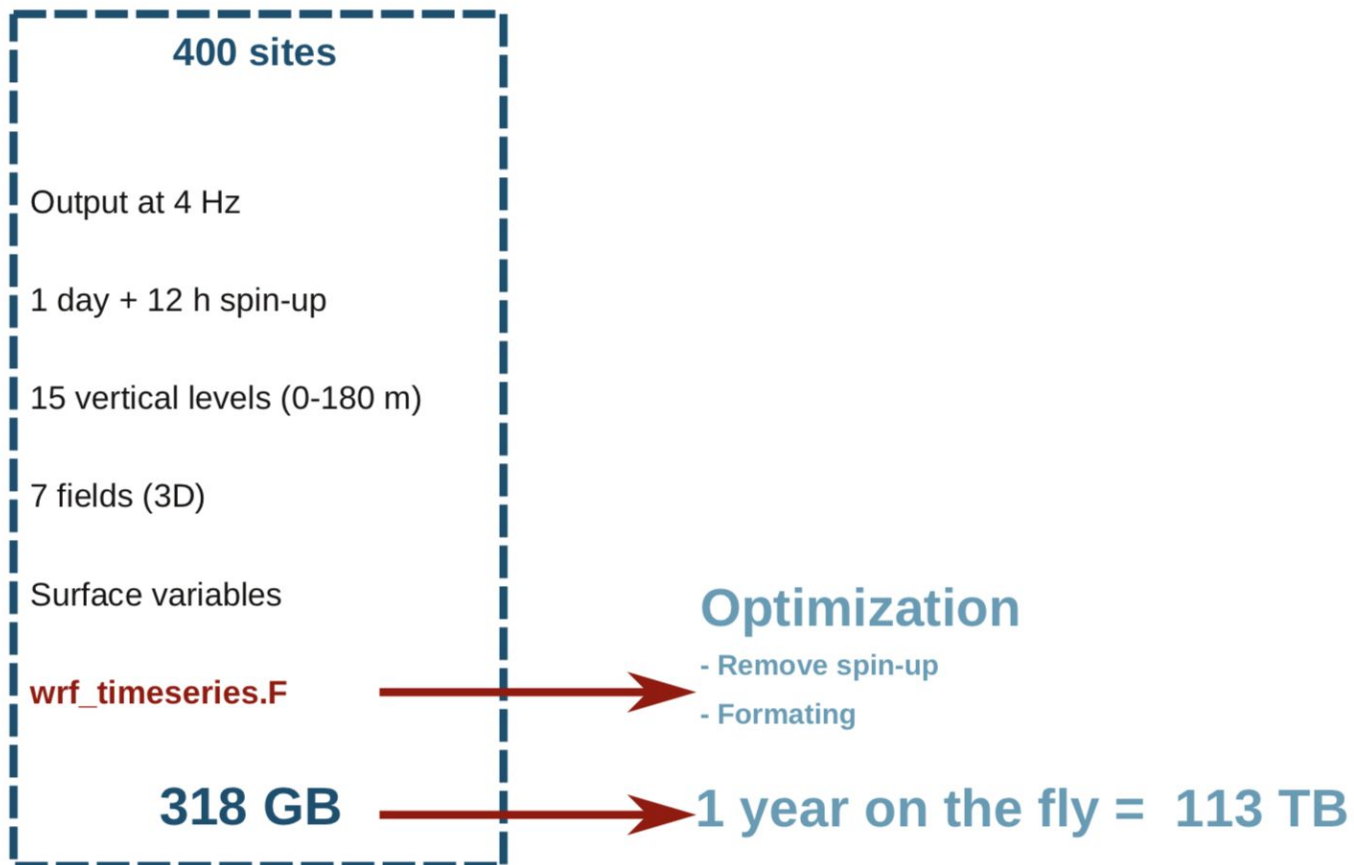 400 sites
Output at 4 Hz
1 day + 12 h spin-up
15 vertical levels (0-180 m)
7 fields (3D)
Surface variables
wrf_timeseries.F
Optimization
- Remove spin-up
- Formating
318 GB
1 year on the fly = 113 TB